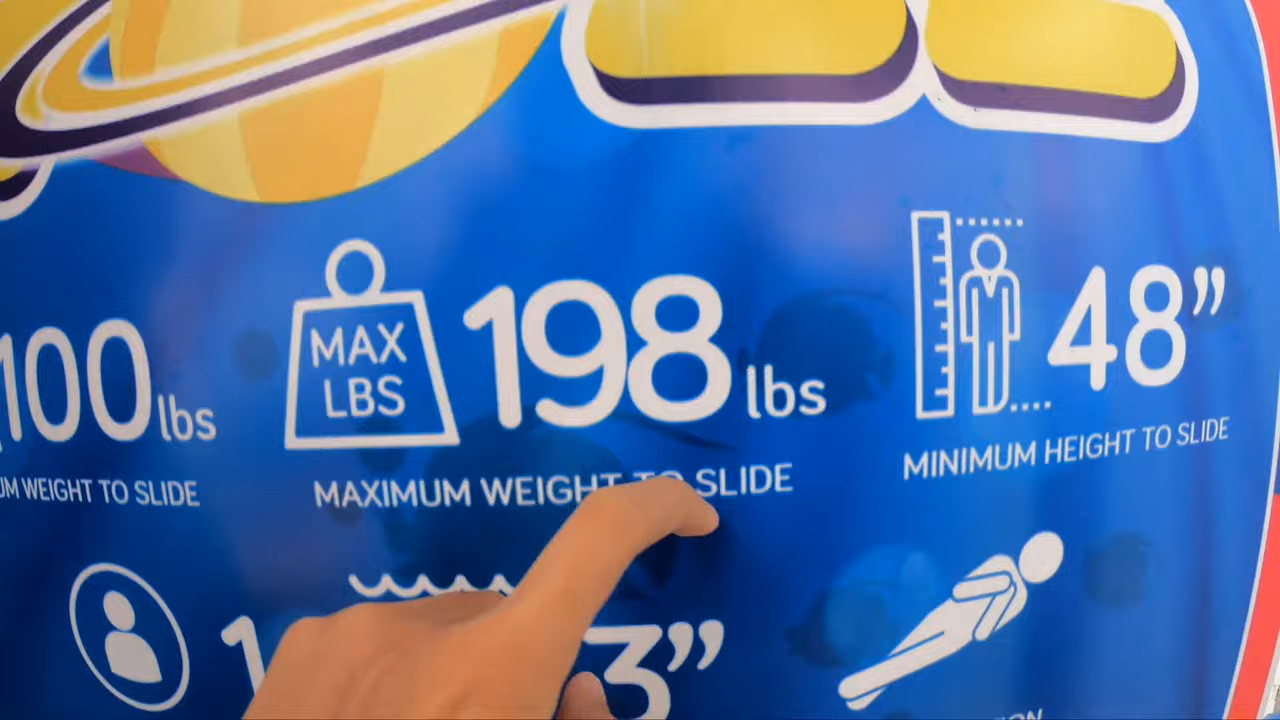 100 lbs
WEIGHT TO SLIDE
MAX
LBS
198 lbs
MAXIMUM WEIGHT TO SLIDE
48”
MINIMUM HEIGHT TO SLIDE
3”